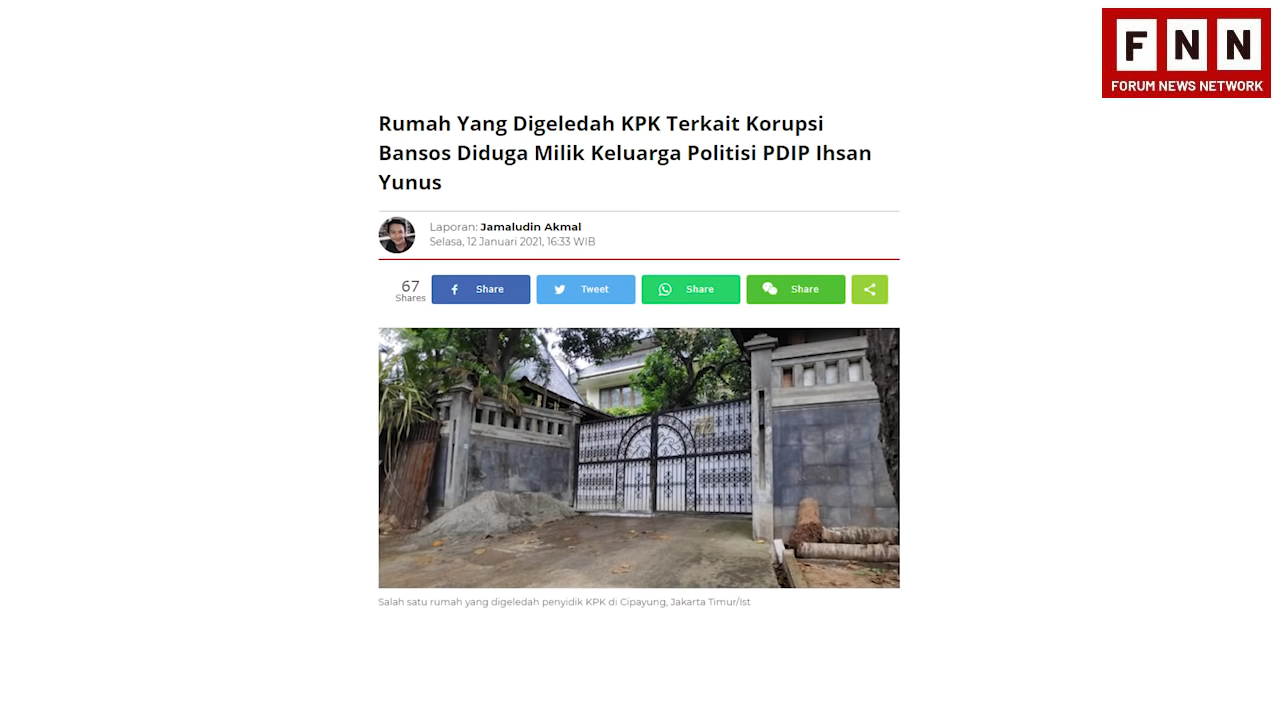 F N N
FORUM NEWS NETWORK
Rumah Yang Digeledah KPK Terkait Korupsi
Bansos Diduga Milik Keluarga Politisi PDIP Ihsan
Yunus
Laporan: Jamaludin Akmal
Selasa, 12 Januari 2021, 16:33 WIB
67
Shares
Share
Tweet
Share
Share
Salah satu rumah yang digeledah penyidik KPK di Cipayung, Jakarta Timur/Ist